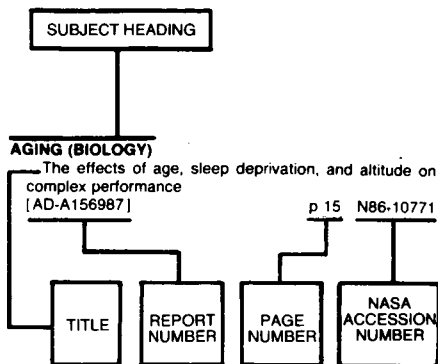 SUBJECT HEADING
AGING (BIOLOGY)
The effects of age, sleep deprivation, and altitude on
complex performance
[AD-A156987] p 15 N86-10771
TITLE
REPORT
NUMBER
PAGE
NUMBER
NASA
ACCESSION
NUMBER